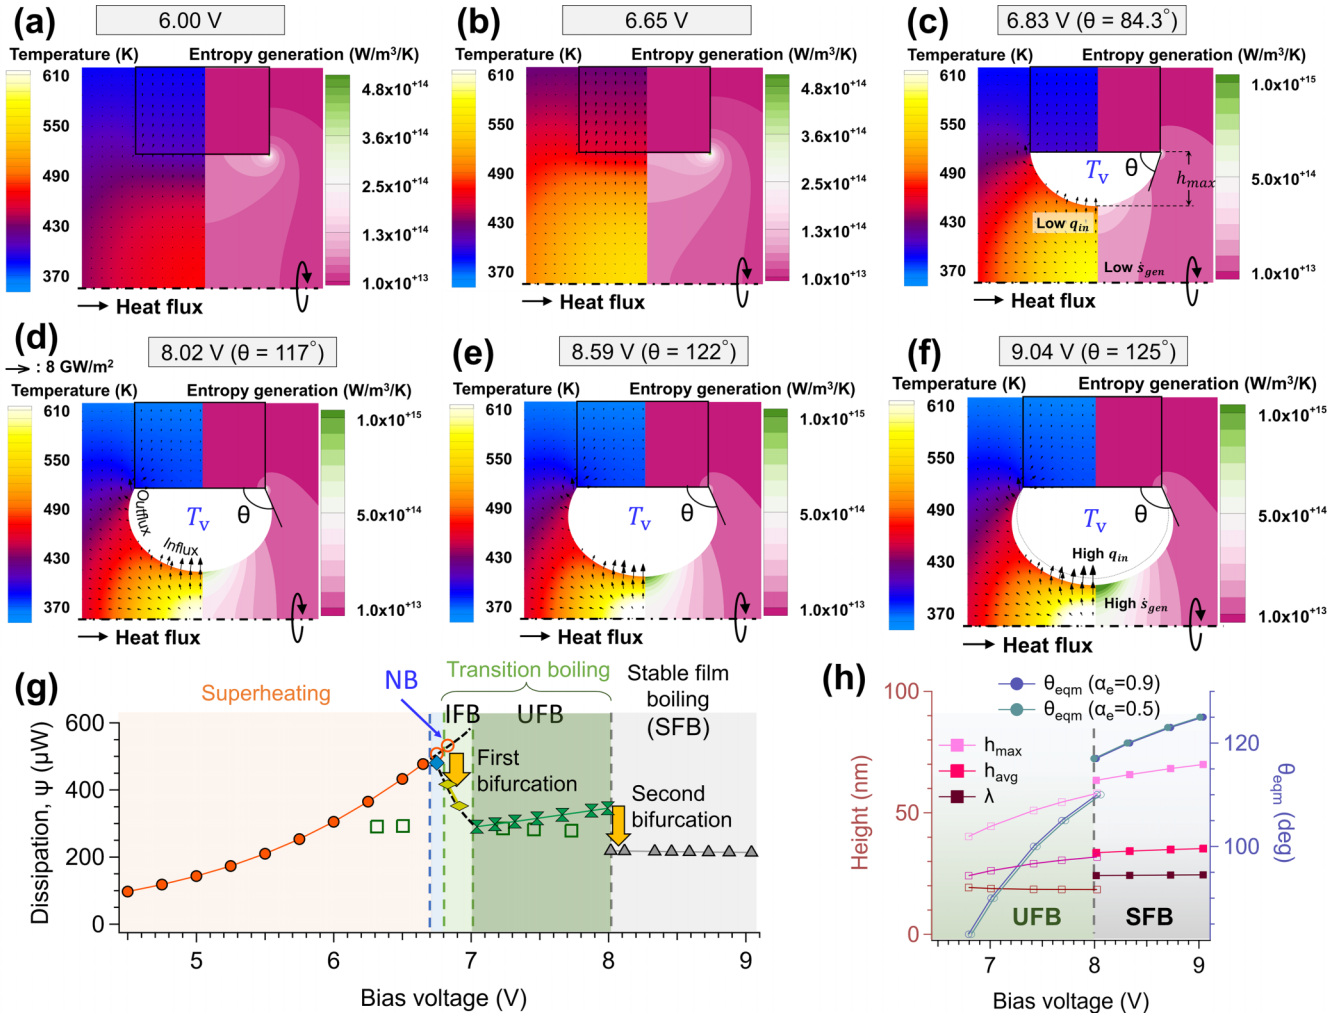 (a)
6.00 V
Temperature (K)
Entropy generation (W/m³/K)
610
550
490
430
370
4.8x10⁺¹⁴
3.6x10⁺¹⁴
2.5x10⁺¹⁴
1.3x10⁺¹⁴
1.0x10⁺¹³
Heat flux
(b)
6.65 V
Temperature (K)
Entropy generation (W/m³/K)
610
550
490
430
370
4.8x10⁺¹⁴
3.6x10⁺¹⁴
2.5x10⁺¹⁴
1.3x10⁺¹⁴
1.0x10⁺¹³
Heat flux
(c)
6.83 V (θ = 84.3°)
Temperature (K)
Entropy generation (W/m³/K)
610
550
490
430
370
Tᵥ
θ
hmax
Low qin
Low ṡgen
1.0x10⁺¹⁵
5.0x10⁺¹⁴
1.0x10⁺¹³
Heat flux
(d)
: 8 GW/m²
8.02 V (θ = 117°)
Temperature (K)
Entropy generation (W/m³/K)
610
550
490
430
370
Outflux
Influx
Tᵥ
θ
1.0x10⁺¹⁵
5.0x10⁺¹⁴
1.0x10⁺¹³
Heat flux
(e)
8.59 V (θ = 122°)
Temperature (K)
Entropy generation (W/m³/K)
610
550
490
430
370
Tᵥ
θ
1.0x10⁺¹⁵
5.0x10⁺¹⁴
1.0x10⁺¹³
Heat flux
(f)
9.04 V (θ = 125°)
Temperature (K)
Entropy generation (W/m³/K)
610
550
490
430
370
Tᵥ
θ
High qin
High ṡgen
1.0x10⁺¹⁵
5.0x10⁺¹⁴
1.0x10⁺¹³
Heat flux
(g)
Superheating
NB
Transition boiling
IFB
UFB
Stable film
boiling
(SFB)
First
bifurcation
Second
bifurcation
Dissipation, ψ (μW)
600
400
200
0
5
6
7
8
9
Bias voltage (V)
(h)
θeqm (αe=0.9)
θeqm (αe=0.5)
hmax
havg
λ
UFB
SFB
Height (nm)
100
50
0
θeqm (deg)
120
100
7
8
9
Bias voltage (V)